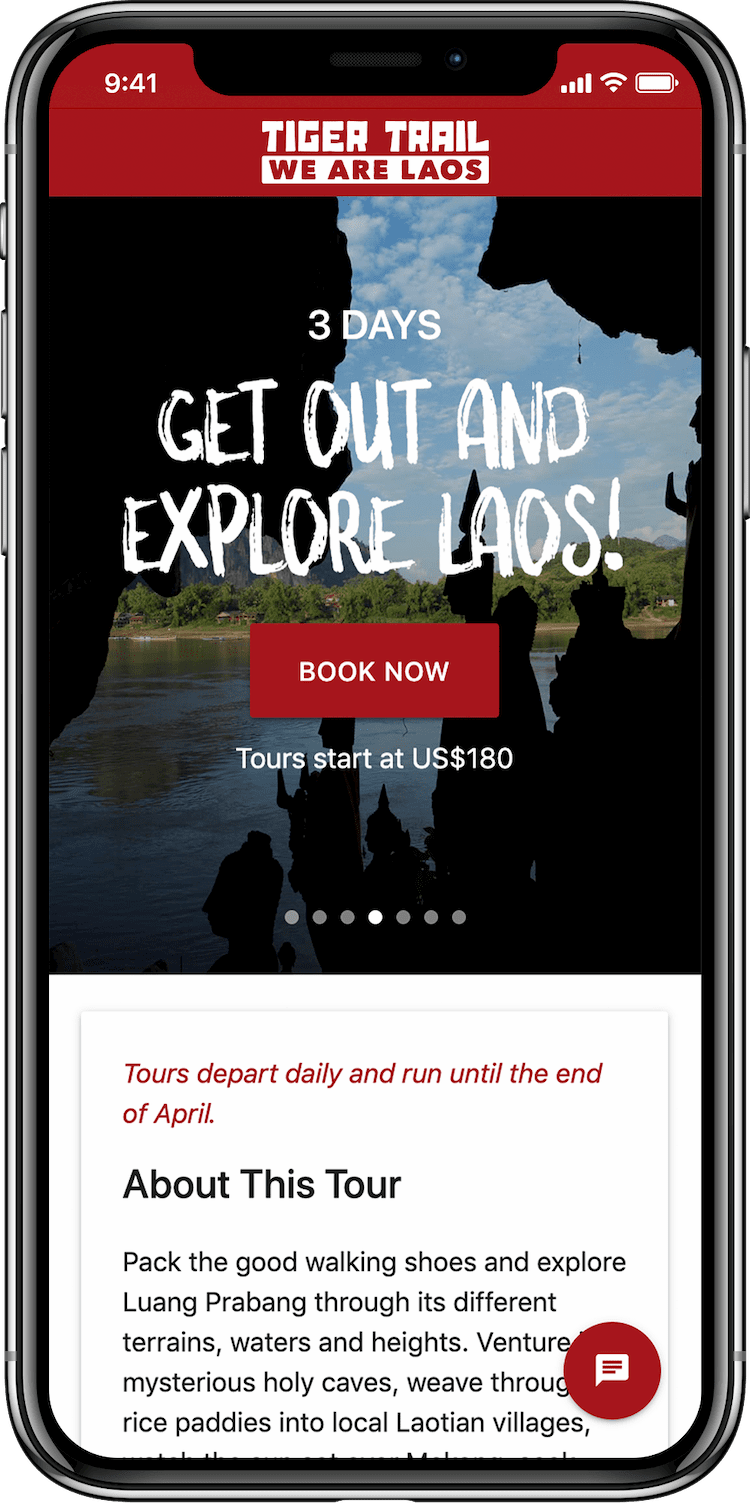 9:41
TIGER TRAIL
WE ARE LAOS
3 DAYS
GET OUT AND
EXPLORE LAOS!
BOOK NOW
Tours start at US$180
Tours depart daily and run until the end
of April.
About This Tour
Pack the good walking shoes and explore
Luang Prabang through its different
terrains, waters and heights. Venture
mysterious holy caves, weave throug
rice paddies into local Laotian villages,